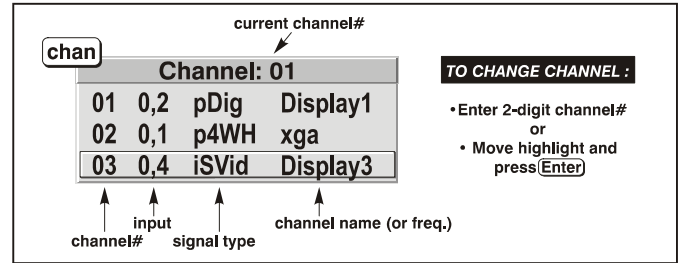 current channel#
chan
Channel: 01
01 0,2 pDig Display1
02 0,1 p4WH xga
03 0,4 iSVid Display3
channel#
input
signal type
channel name (or freq.)
TO CHANGE CHANNEL :
•Enter 2-digit channel#
or
• Move highlight and
press Enter